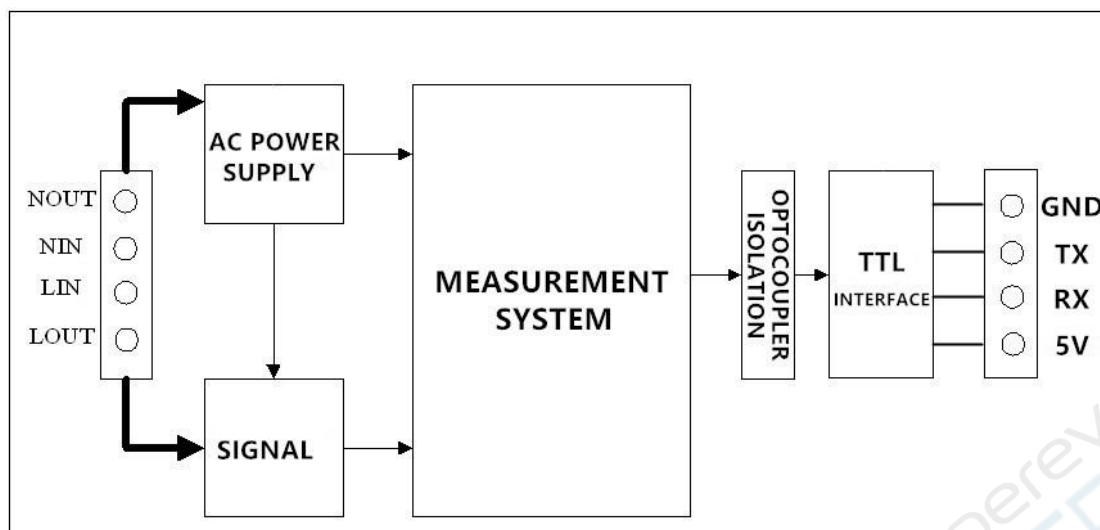 NOUT
NIN
LIN
LOUT
AC POWER
SUPPLY
SIGNAL
MEASUREMENT
SYSTEM
OPTOCOUPLER
ISOLATION
TTL
INTERFACE
GND
TX
RX
5V